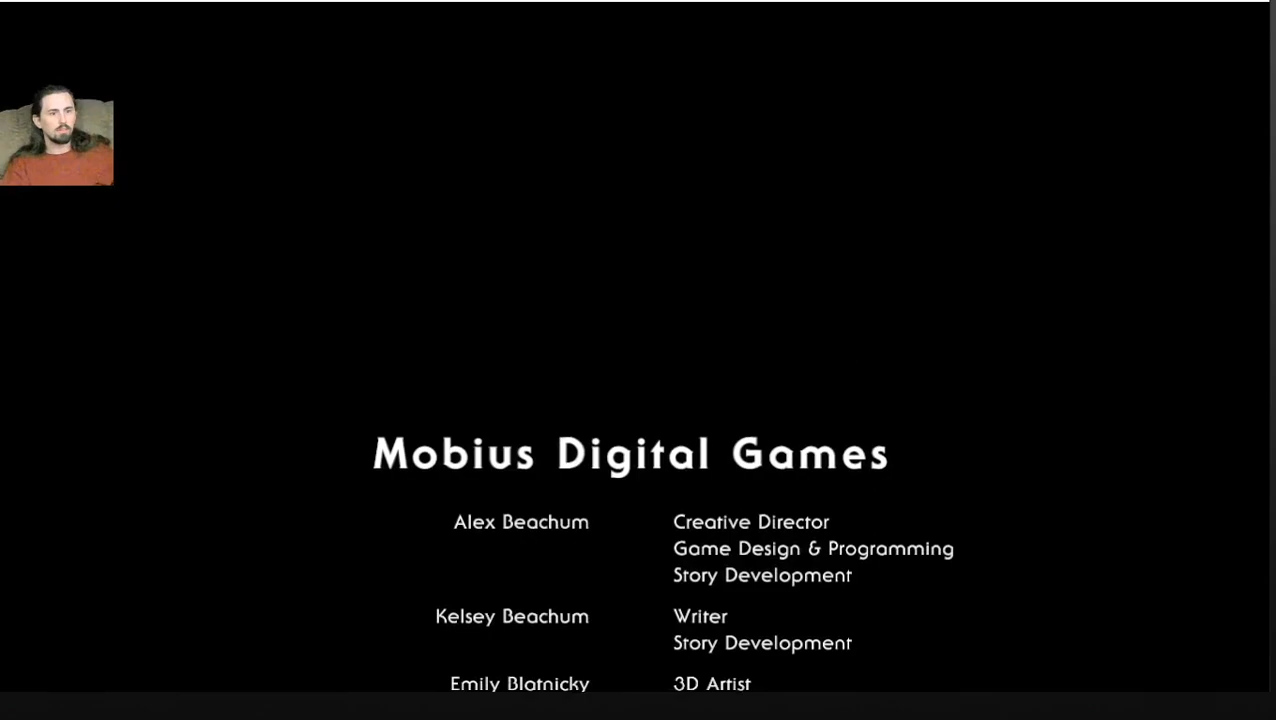 Mobius Digital Games
Alex Beachum Creative Director
Game Design & Programming
Story Development
Kelsey Beachum Writer
Story Development
Emily Blatnicky 3D Artist